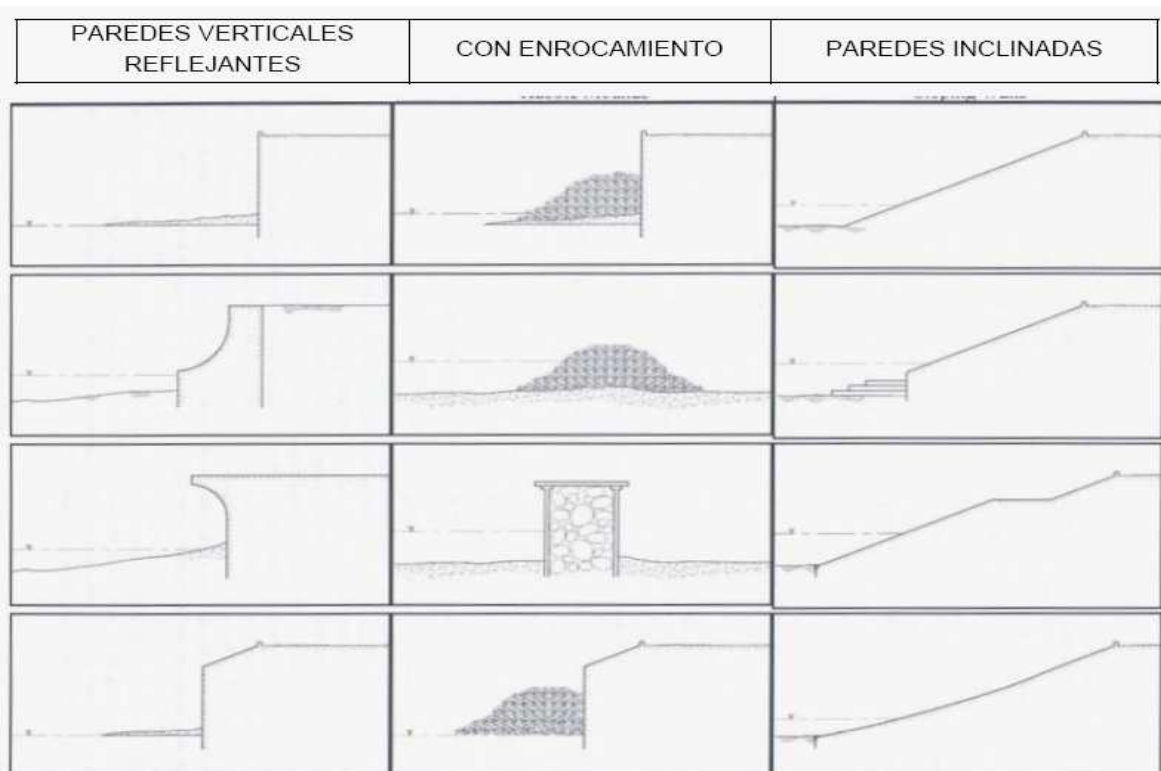 PAREDES VERTICALES
REFLEJANTES
CON ENROCAMIENTO
PAREDES INCLINADAS